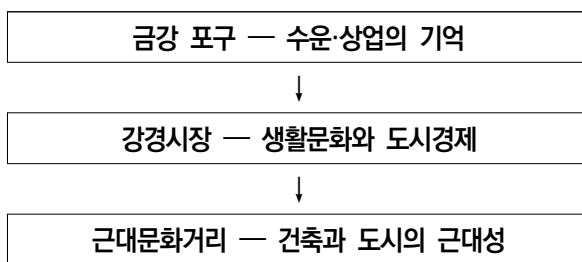 금강 포구 — 수운·상업의 기억
↓
강경시장 — 생활문화와 도시경제
↓
근대문화거리 — 건축과 도시의 근대성